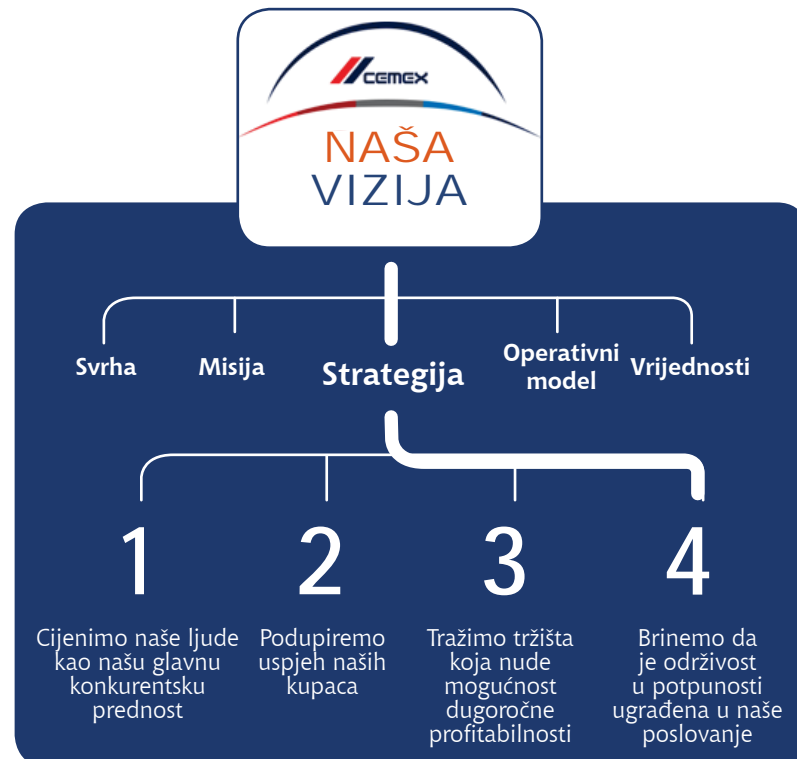 CEMEX
NAŠA
VIZIJA
Svrha
Misija
Strategija
Operativni
model
Vrijednosti
1
Cijenimo naše ljude
kao našu glavnu
konkurentsku
prednost
2
Podupiremo
uspjeh naših
kupaca
3
Tražimo tržišta
koja nude
mogućnost
dugoročne
profitabilnosti
4
Brinemo da
je održivost
u potpunosti
ugrađena u naše
poslovanje